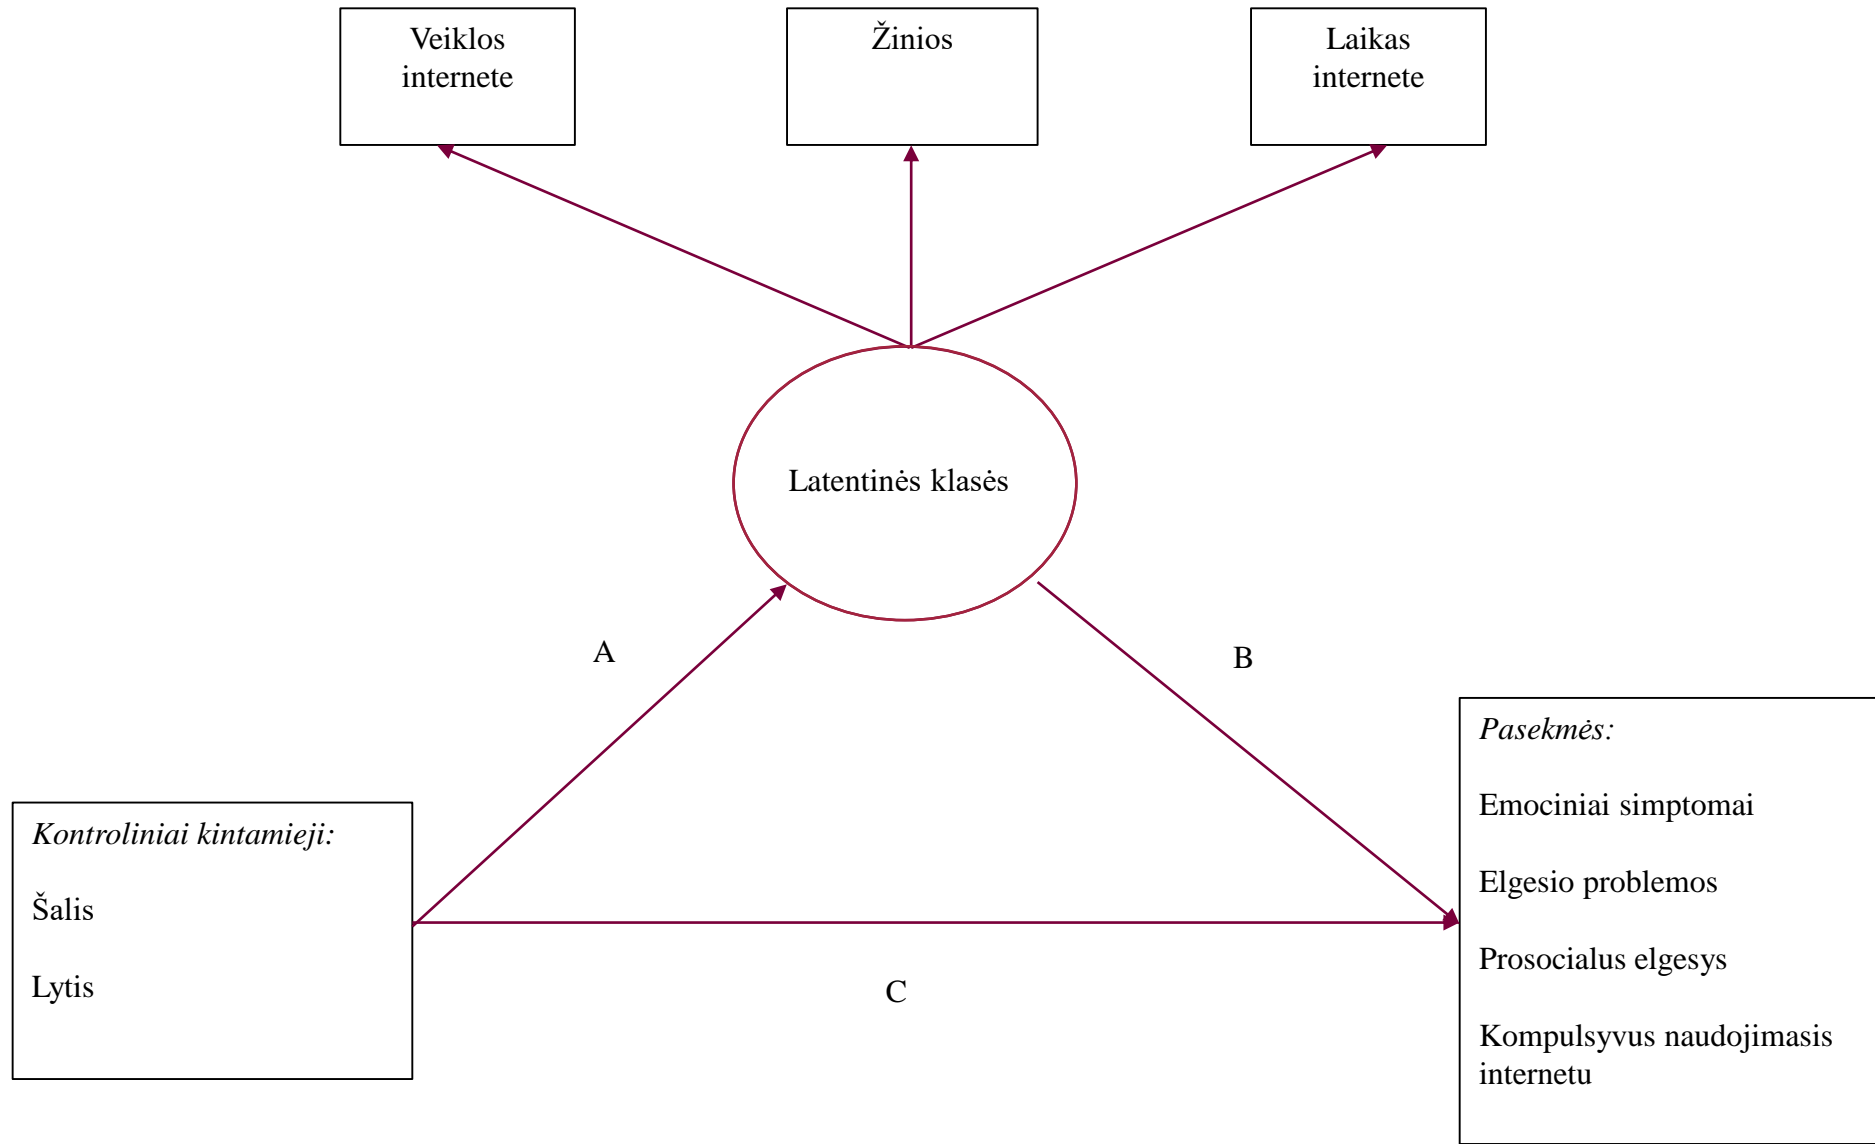 Veiklos
internete
Žinios
Laikas
internete
Latentinės klasės
A
B
Kontroliniai kintamieji:
Šalis
Lytis
C
Pasekmės:
Emociniai simptomai
Elgesio problemos
Prosocialus elgesys
Kompulsyvus naudojimasis
internetu